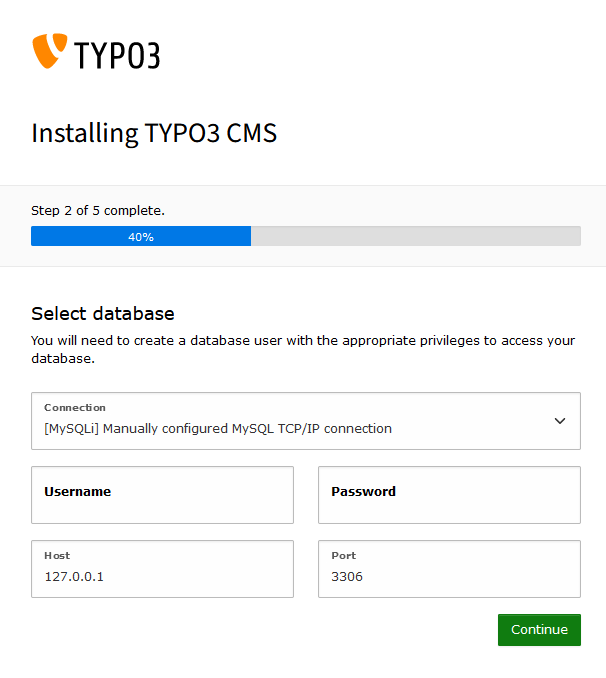 TYPO3
Installing TYPO3 CMS
Step 2 of 5 complete.
40%
Select database
You will need to create a database user with the appropriate privileges to access your
database.
Connection
[MySQLi] Manually configured MySQL TCP/IP connection
Username
Password
Host
127.0.0.1
Port
3306
Continue